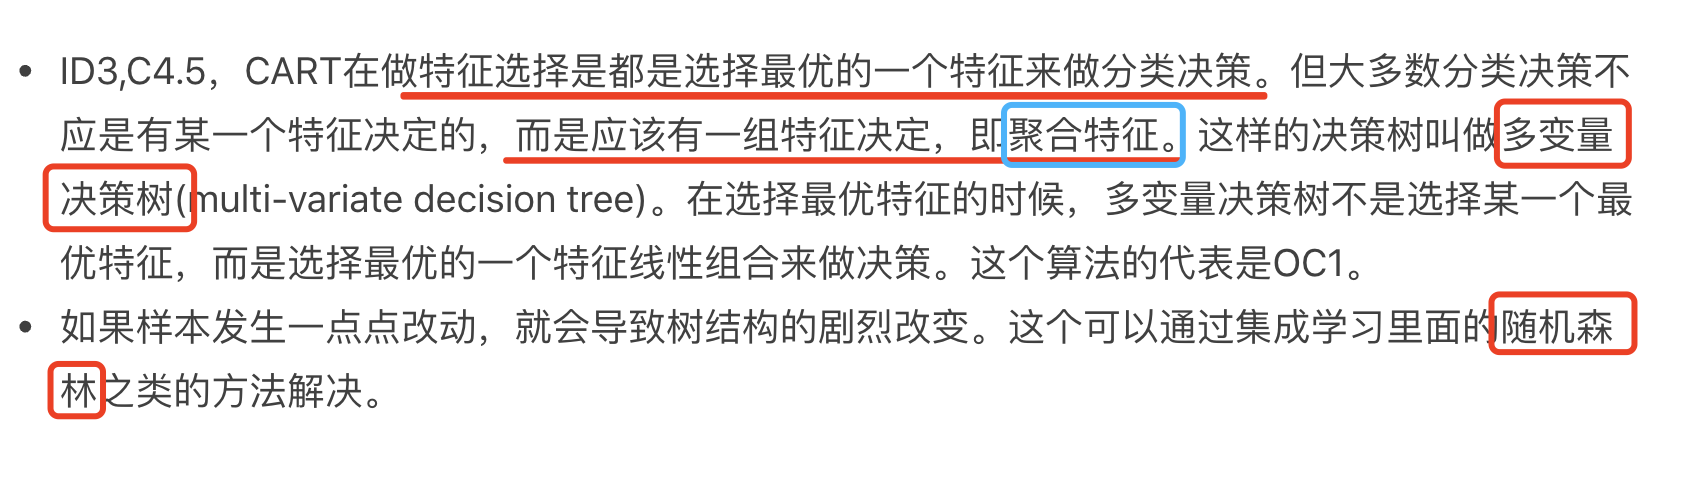 • ID3,C4.5，CART在做特征选择是都是选择最优的一个特征来做分类决策。但大多数分类决策不
应是有某一个特征决定的，而是应该有一组特征决定，即聚合特征。这样的决策树叫做多变量
决策树(multi-variate decision tree)。在选择最优特征的时候，多变量决策树不是选择某一个最
优特征，而是选择最优的一个特征线性组合来做决策。这个算法的代表是OC1。
• 如果样本发生一点点改动，就会导致树结构的剧烈改变。这个可以通过集成学习里面的随机森
林之类的方法解决。